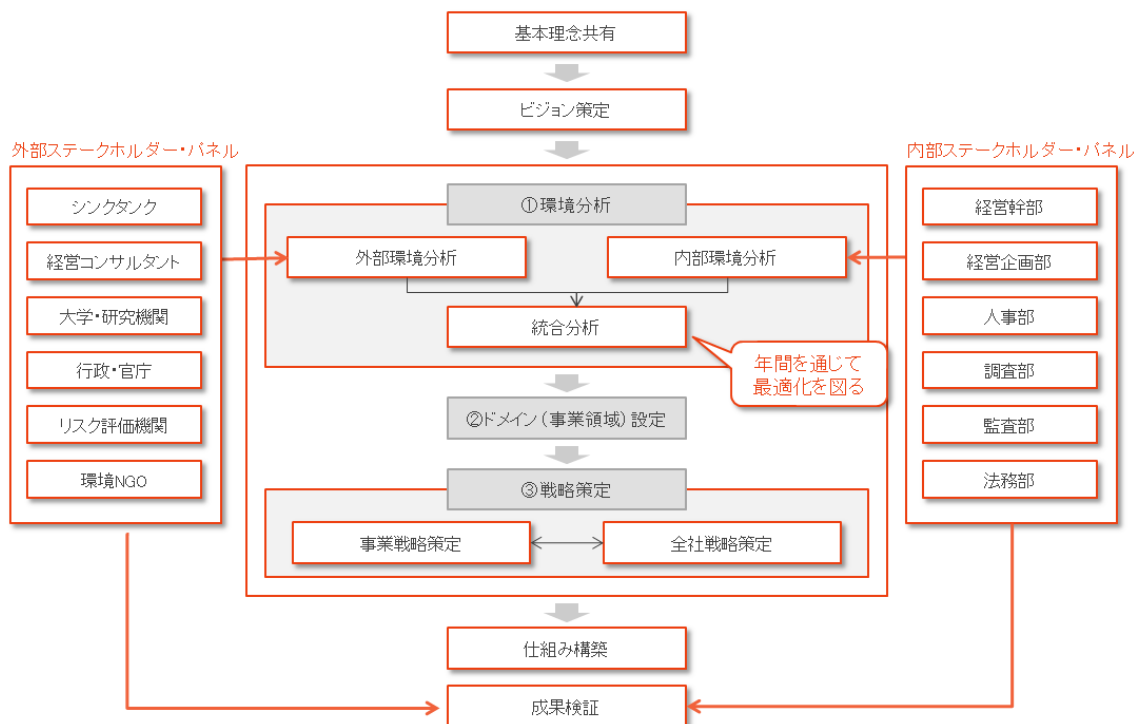 基本理念共有
ビジョン策定
外部ステークホルダー・パネル
シンクタンク
経営コンサルタント
大学・研究機関
行政・官庁
リスク評価機関
環境NGO
①環境分析
外部環境分析
内部環境分析
統合分析
年間を通じて
最適化を図る
②ドメイン（事業領域）設定
③戦略策定
事業戦略策定
全社戦略策定
内部ステークホルダー・パネル
経営幹部
経営企画部
人事部
調査部
監査部
法務部
仕組み構築
成果検証